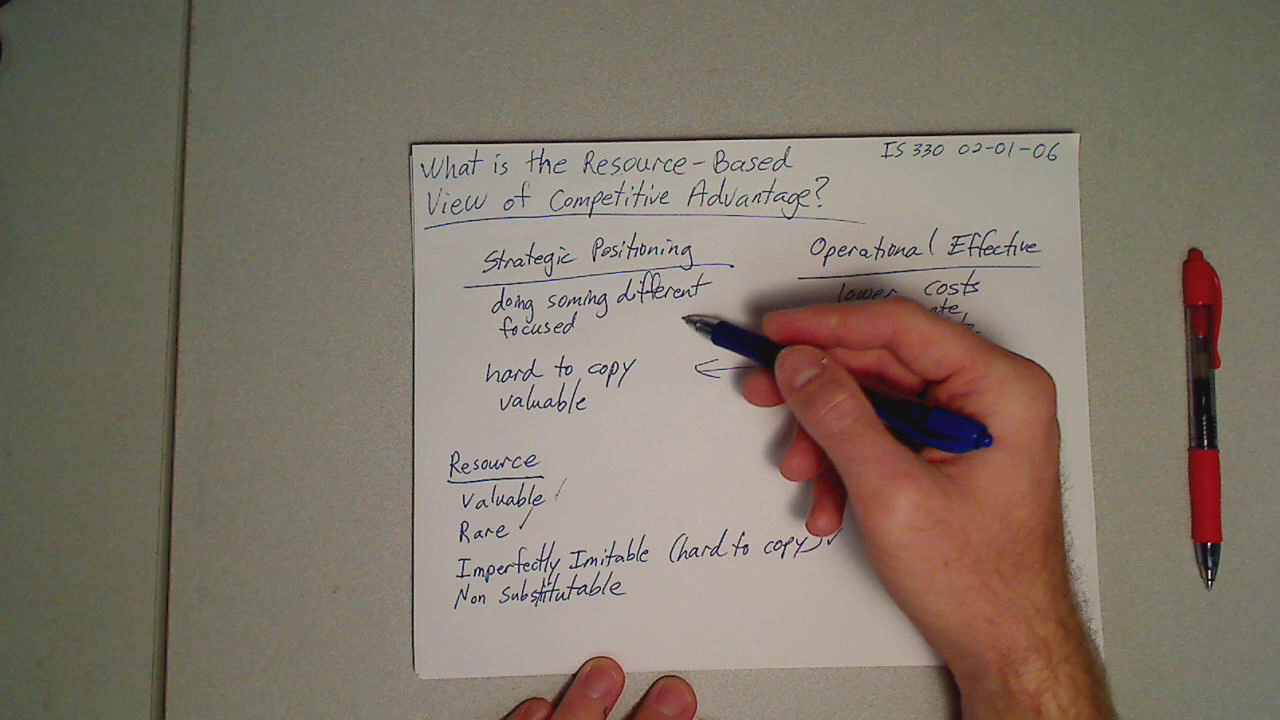 What is the Resource-Based
View of Competitive Advantage?
IS 330 02-01-06
Strategic Positioning
doing soming different
focused
hard to copy
valuable
Operational Effective
lower costs
Resource
Valuable ✓
Rare ✓
Imperfectly Imitable (hard to copy) ✓
Non Substitutable